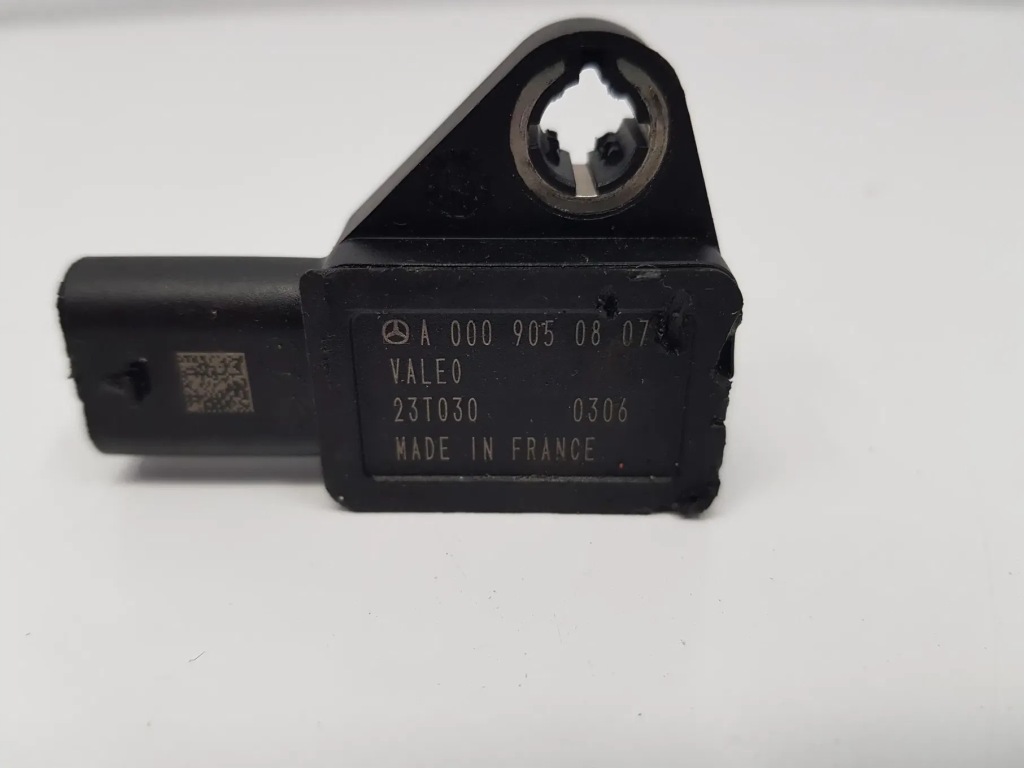 A 000 905 08 07
VALEO
23T030 0306
MADE IN FRANCE